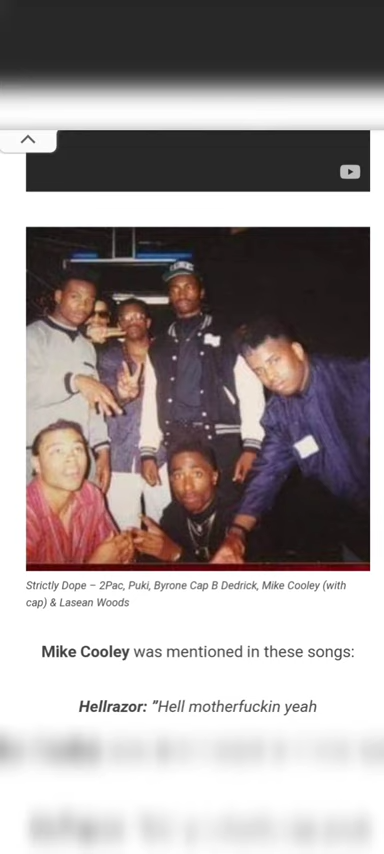 Strictly Dope – 2Pac, Puki, Byrone Cap B Dedrick, Mike Cooley (with
cap) & Lasean Woods
Mike Cooley was mentioned in these songs:
Hellrazor: ”Hell motherfuckin yeah